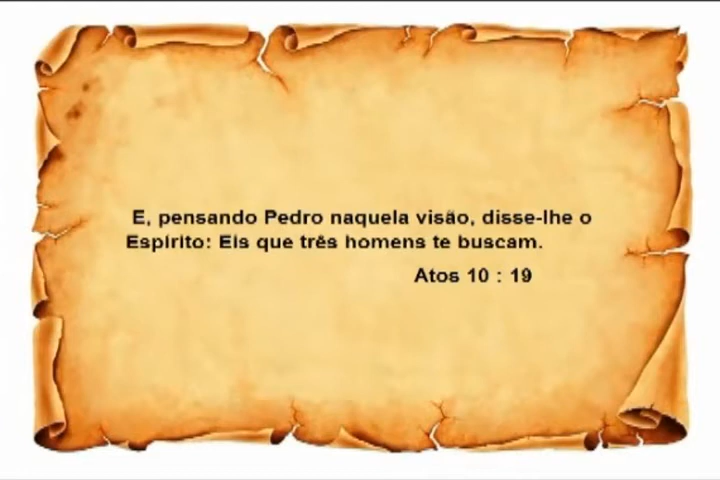 E, pensando Pedro naquela visão, disse-lhe o
Espírito: Eis que três homens te buscam.
Atos 10 : 19